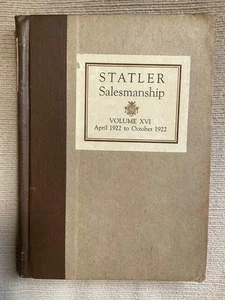 STATLER
Salesmanship
VOLUME XVI
April 1922 to October 1922